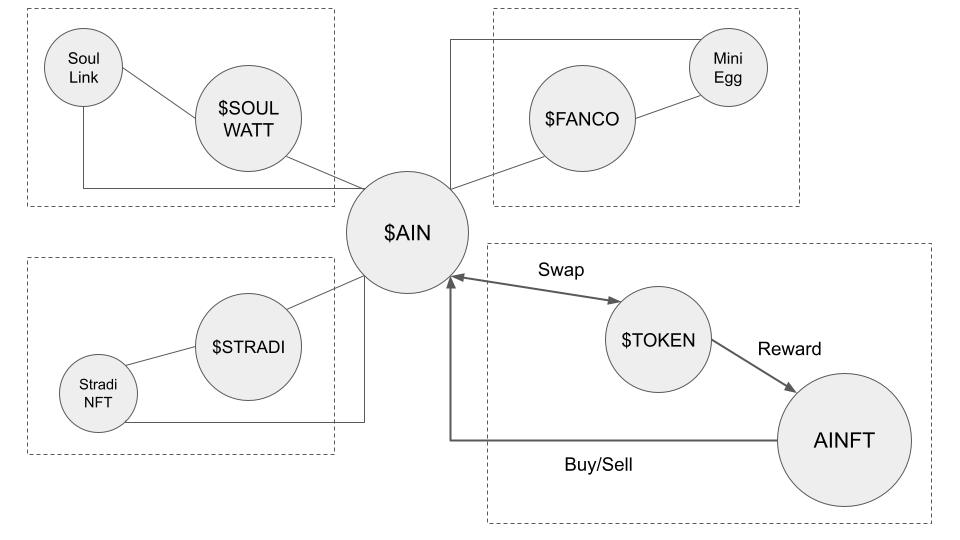 Soul
Link
$SOUL
WATT
$FANCO
Mini
Egg
$AIN
Swap
$TOKEN
Reward
AINFT
Buy/Sell
$STRADI
Stradi
NFT